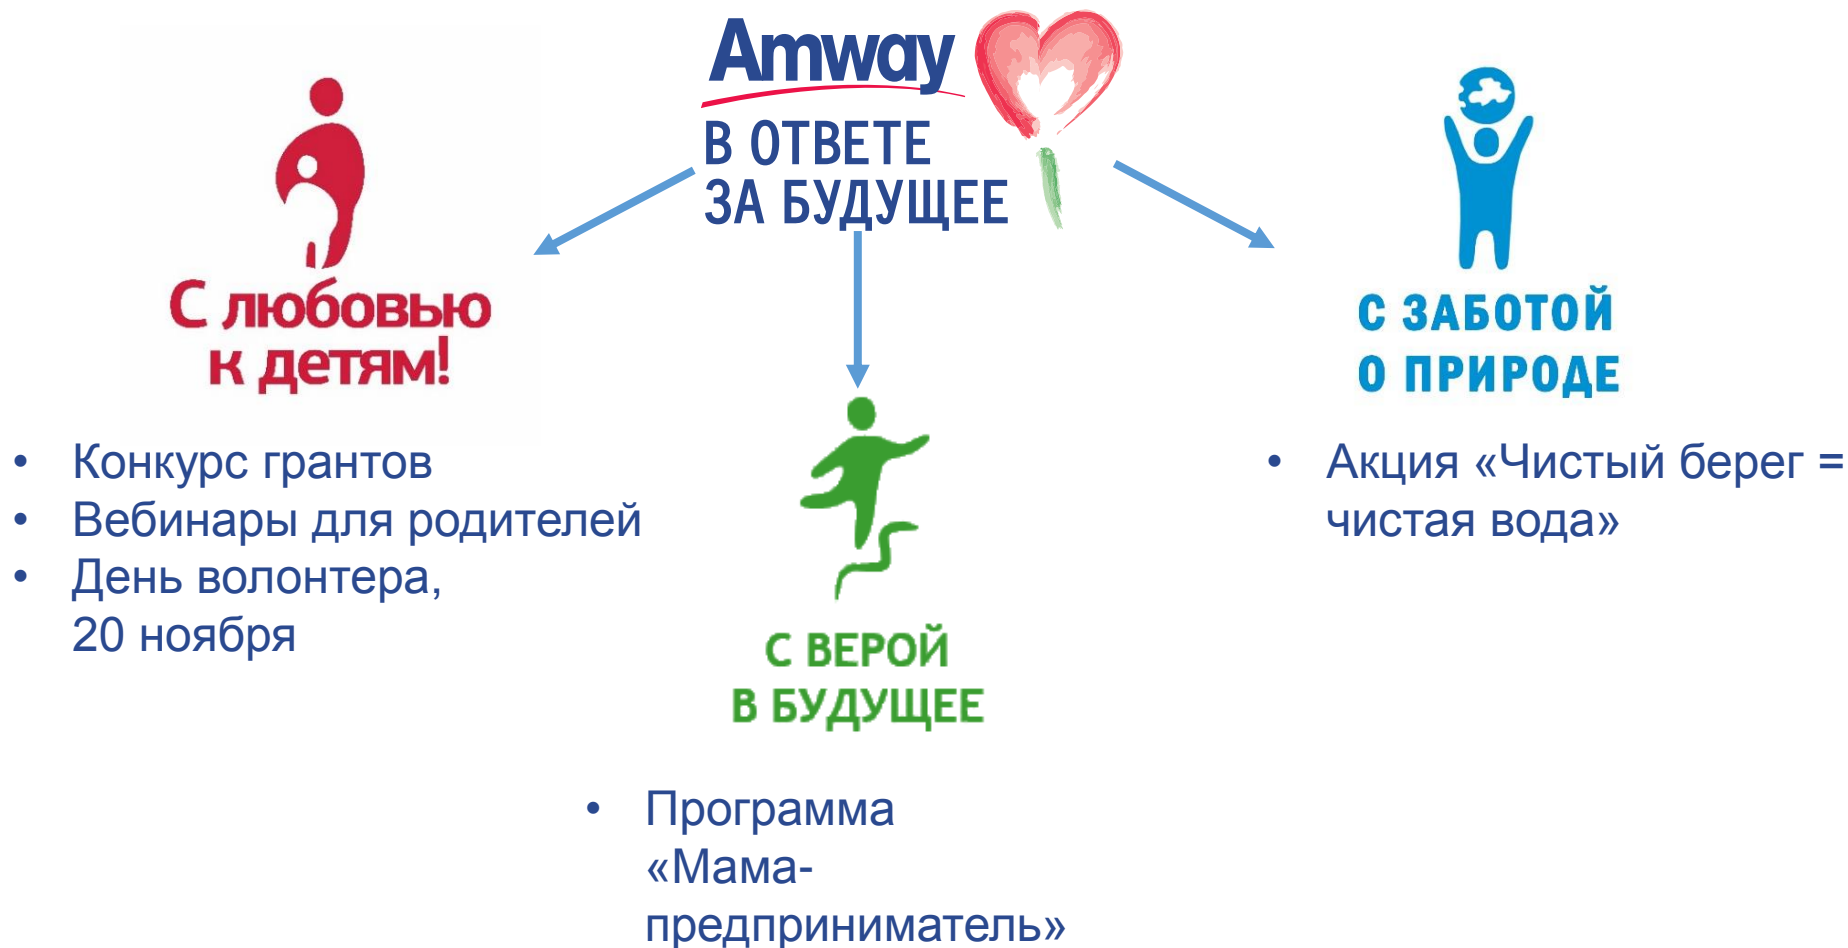 Amway
В ОТВЕТЕ
ЗА БУДУЩЕЕ
С любовью
к детям!
• Конкурс грантов
• Вебинары для родителей
• День волонтера,
20 ноября
С ВЕРОЙ
В БУДУЩЕЕ
• Программа
«Мама-
предприниматель»
С ЗАБОТОЙ
О ПРИРОДЕ
• Акция «Чистый берег =
чистая вода»